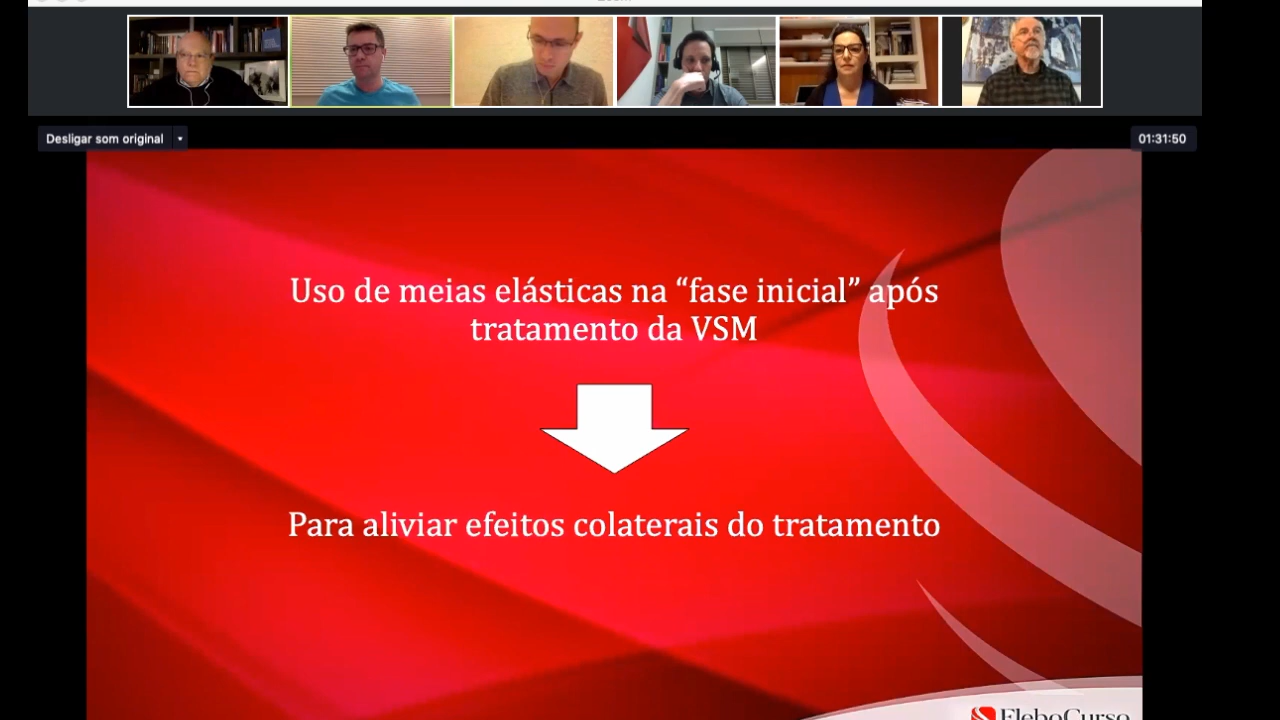 Desligar som original
01:31:50
Uso de meias elásticas na “fase inicial” após
tratamento da VSM
Para aliviar efeitos colaterais do tratamento
FleboCurso